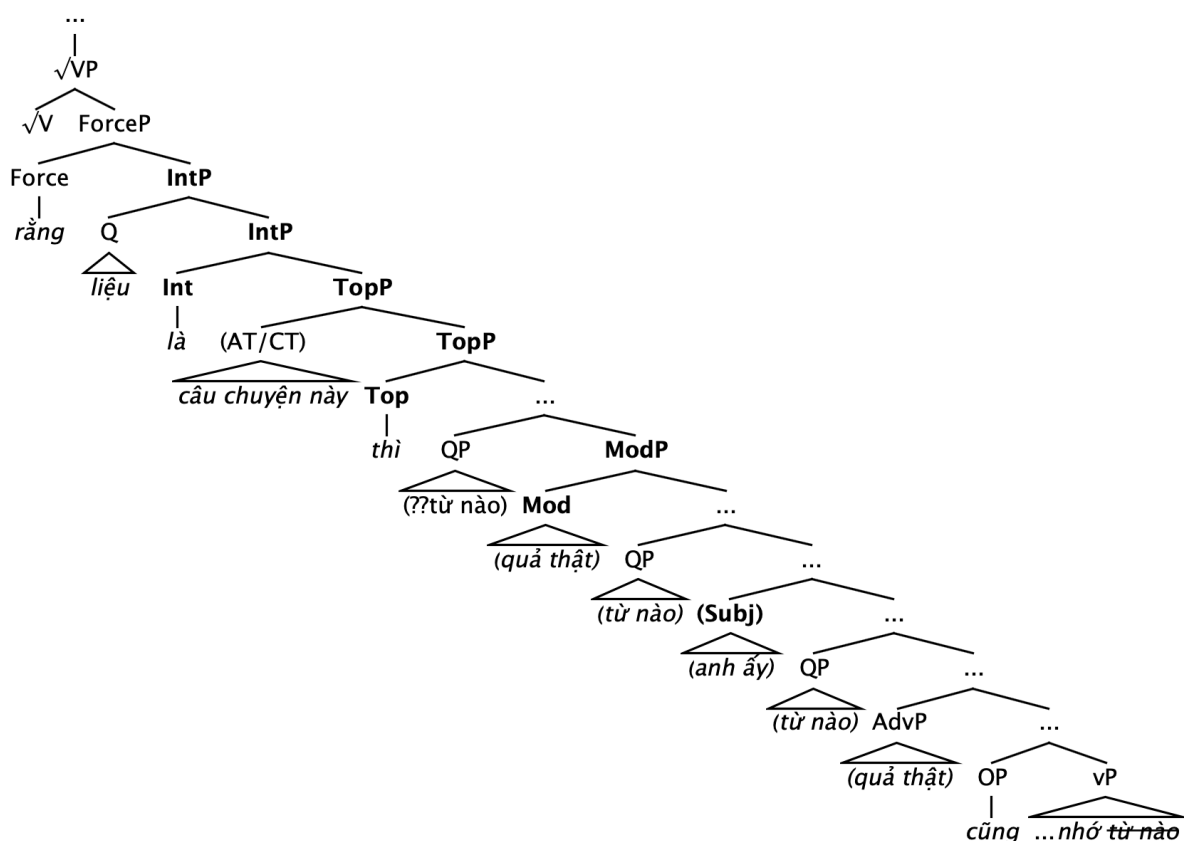 ...
√VP
√V ForceP
Force IntP
rằng Q IntP
liệu Int TopP
là (AT/CT) TopP
câu chuyện này Top ...
thì QP ModP
(??từ nào) Mod ...
(quả thật) QP ...
(từ nào) (Subj) ...
(anh ấy) QP ...
(từ nào) AdvP ...
(quả thật) OP vP
cũng ...nhớ từ nào